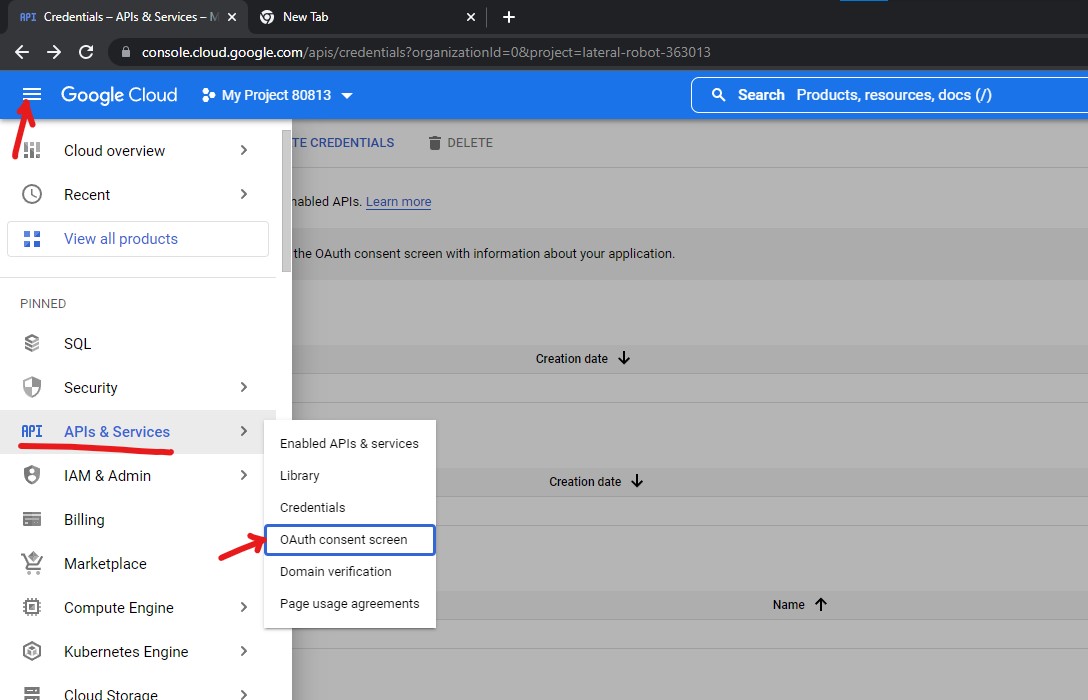 API Credentials – APIs & Services – M
New Tab
console.cloud.google.com/apis/credentials?organizationId=0&project=lateral-robot-363013
Google Cloud
My Project 80813
Search Products, resources, docs (/)
Cloud overview
Recent
View all products
PINNED
SQL
Security
API APIs & Services
IAM & Admin
Billing
Marketplace
Compute Engine
Kubernetes Engine
Cloud Storage
Enabled APIs & services
Library
Credentials
OAuth consent screen
Domain verification
Page usage agreements
TE CREDENTIALS
DELETE
nabled APIs. Learn more
the OAuth consent screen with information about your application.
Creation date
Creation date
Name